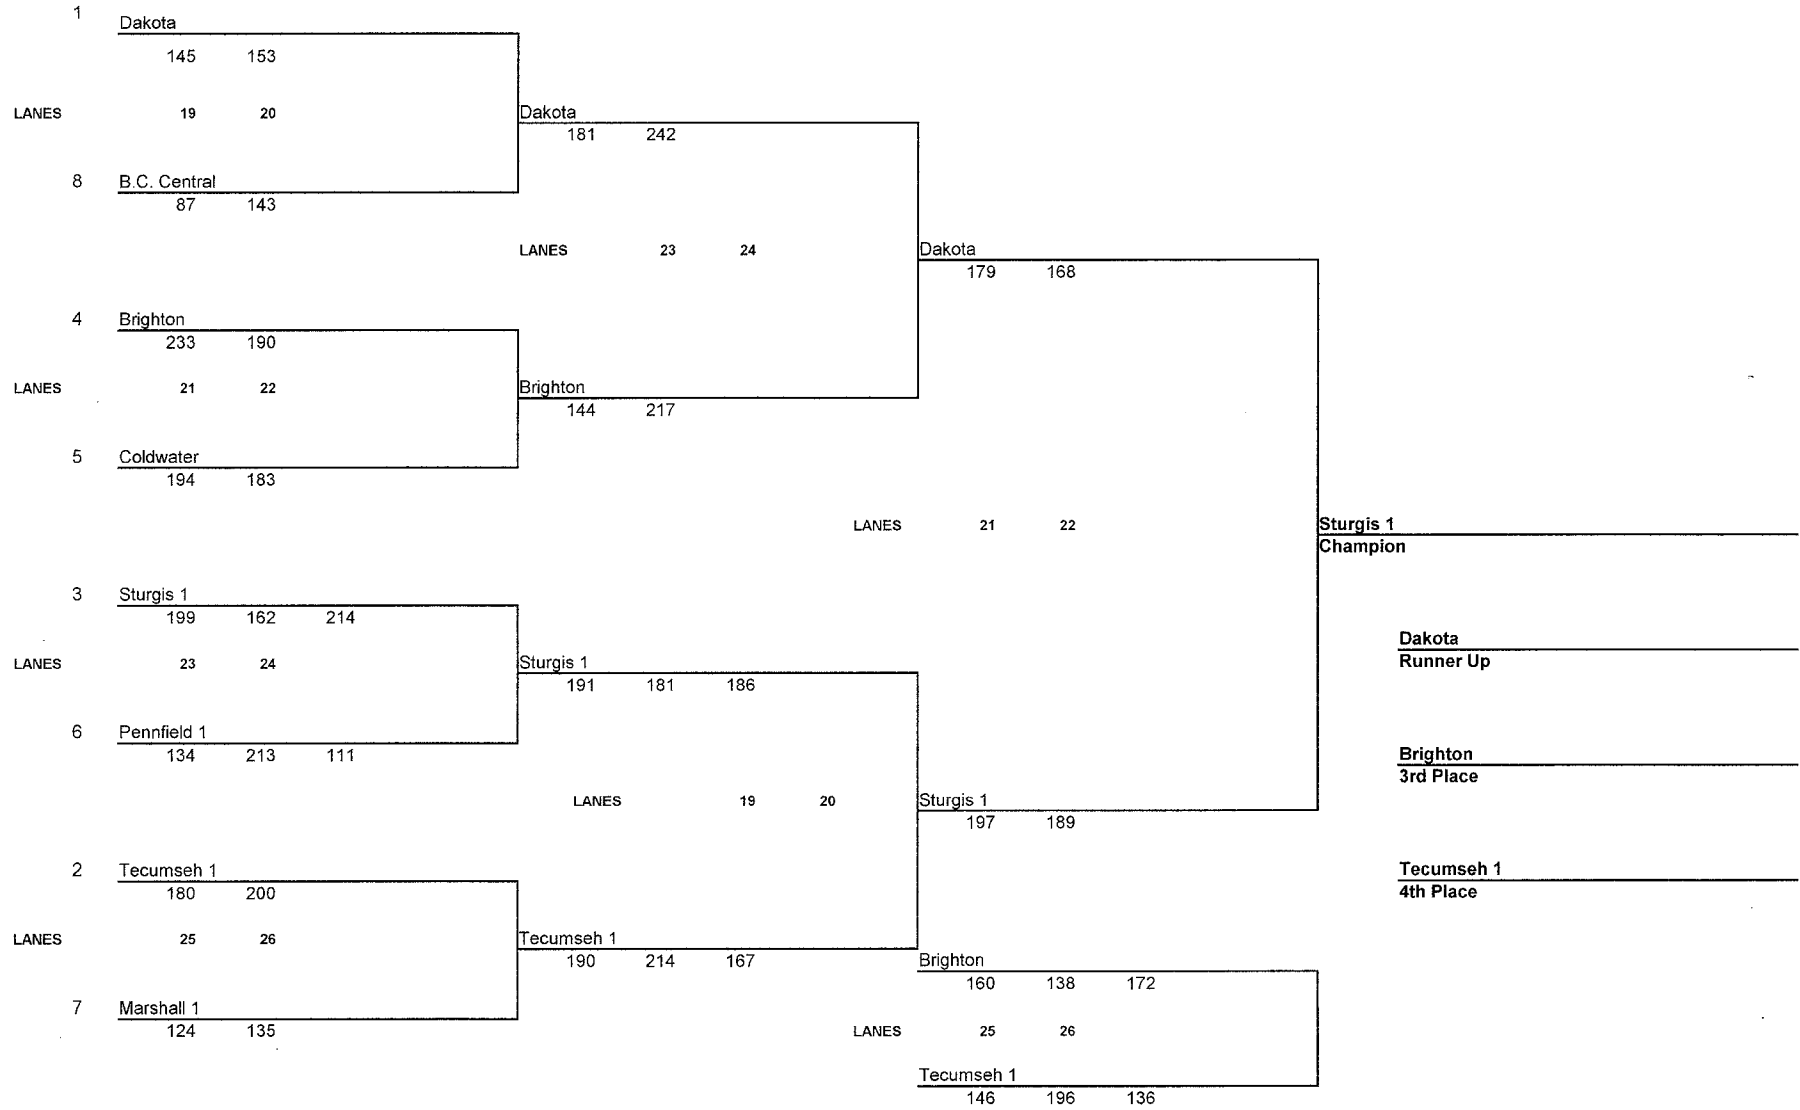 1
Dakota
145 153
LANES 19 20
8
B.C. Central
87 143
4
Brighton
233 190
LANES 21 22
5
Coldwater
194 183
3
Sturgis 1
199 162 214
LANES 23 24
6
Pennfield 1
134 213 111
2
Tecumseh 1
180 200
LANES 25 26
7
Marshall 1
124 135
Dakota
181 242
LANES 23 24
Brighton
144 217
Sturgis 1
191 181 186
LANES 19 20
Tecumseh 1
190 214 167
Dakota
179 168
LANES 21 22
Sturgis 1
197 189
Brighton
160 138 172
LANES 25 26
Tecumseh 1
146 196 136
Sturgis 1
Champion
Dakota
Runner Up
Brighton
3rd Place
Tecumseh 1
4th Place